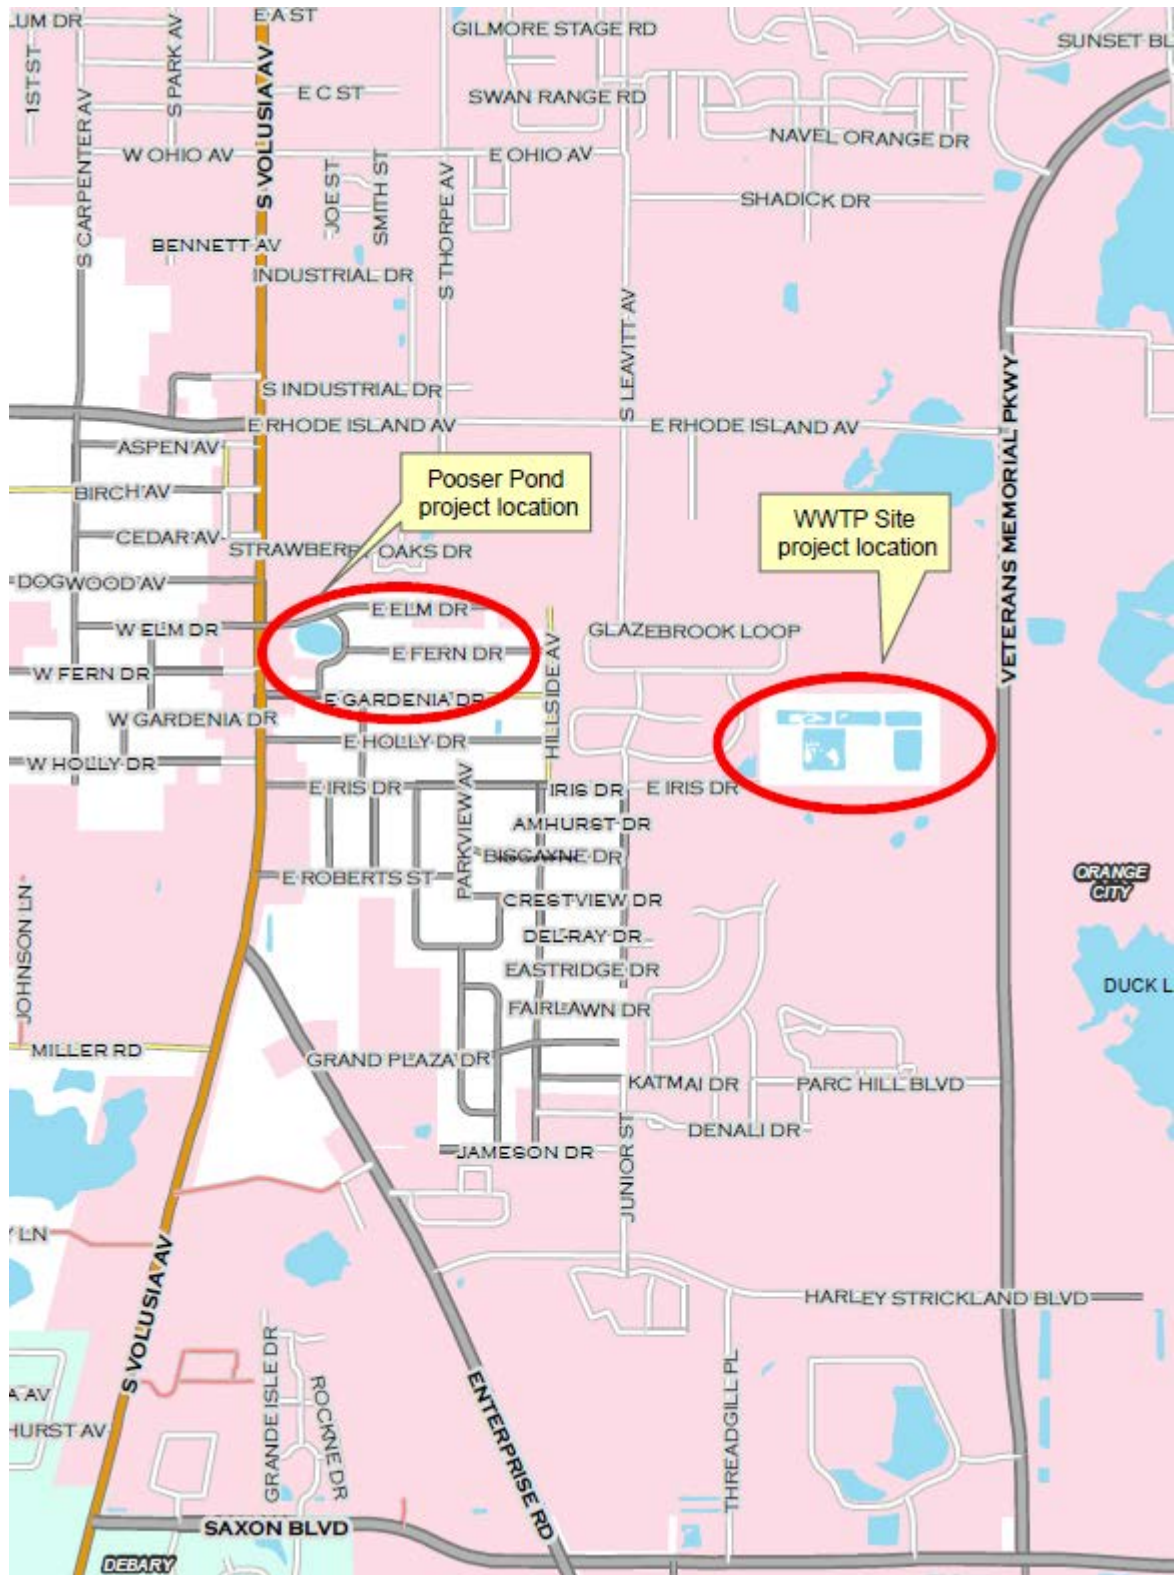 LUM DR
S PARK AV
E A ST
GILMORE STAGE RD
SUNSET BL
1ST ST
S CARPENTER AV
S VOLUSIA AV
E C ST
SWAN RANGE RD
NAVEL ORANGE DR
W OHIO AV
E OHIO AV
JOE ST
SMITH ST
S THORPE AV
SHADICK DR
BENNETT AV
INDUSTRIAL DR
S LEAVITT AV
S INDUSTRIAL DR
E RHODE ISLAND AV
E RHODE ISLAND AV
VETERANS MEMORIAL PKWY
ASPEN AV
BIRCH AV
Pooser Pond
project location
WWTP Site
project location
CEDAR AV
STRAWBERRY OAKS DR
DOGWOOD AV
E ELM DR
W ELM DR
GLAZEBROOK LOOP
HILLSIDE AV
E FERN DR
W FERN DR
E GARDENIA DR
W GARDENIA DR
E HOLLY DR
W HOLLY DR
E IRIS DR
IRIS DR
E IRIS DR
PARKVIEW AV
AMHURST DR
BISCAYNE DR
E ROBERTS ST
CRESTVIEW DR
ORANGE
CITY
JOHNSON LN
DEL-RAY DR
EASTRIDGE DR
DUCK L
FAIRLAWN DR
MILLER RD
GRAND PLAZA DR
KATMAI DR
PARC HILL BLVD
DENALI DR
JAMESON DR
JUNIOR ST
Y LN
S VOLUSIA AV
HARLEY STRICKLAND BLVD
GRANDE ISLE DR
ROCKNE DR
ENTERPRISE RD
THREADGILL PL
A AV
HURST AV
SAXON BLVD
DEBARY